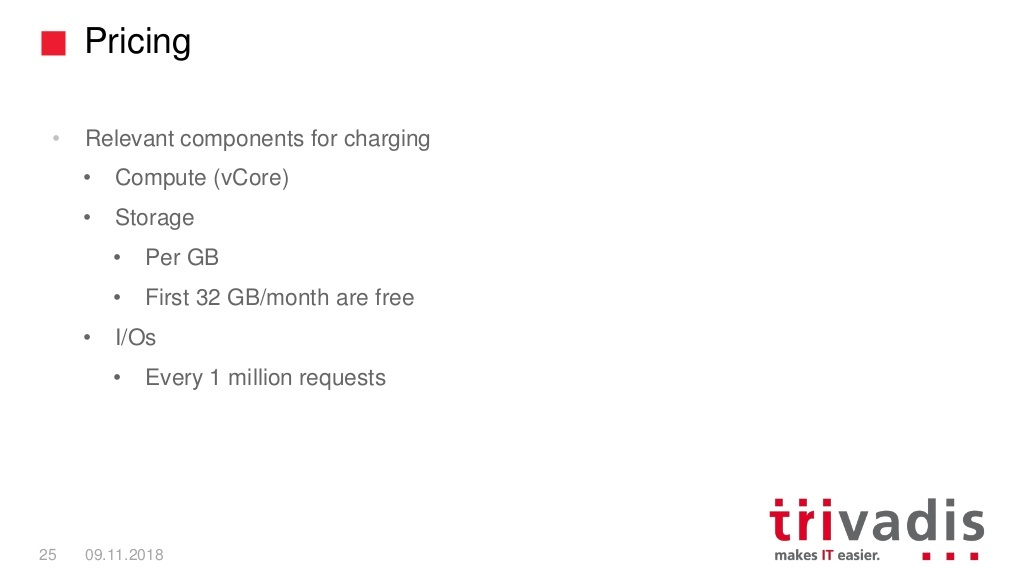 Pricing
• Relevant components for charging
• Compute (vCore)
• Storage
• Per GB
• First 32 GB/month are free
• I/Os
• Every 1 million requests
trivadis
makes IT easier.
25 09.11.2018